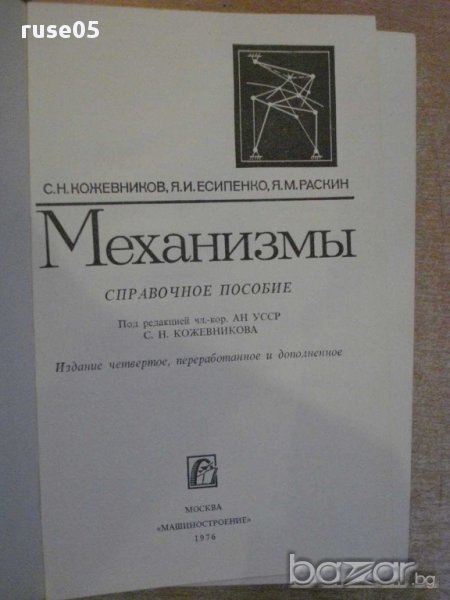 ruse05
С.Н. КОЖЕВНИКОВ, Я.И. ЕСИПЕНКО, Я.М. РАСКИН
Механизмы
СПРАВОЧНОЕ ПОСОБИЕ
Под редакцией чл.-кор. АН УССР
С. Н. КОЖЕВНИКОВА
Издание четвертое, переработанное и дополненное
МОСКВА
«МАШИНОСТРОЕНИЕ»
1976
bazar.bg